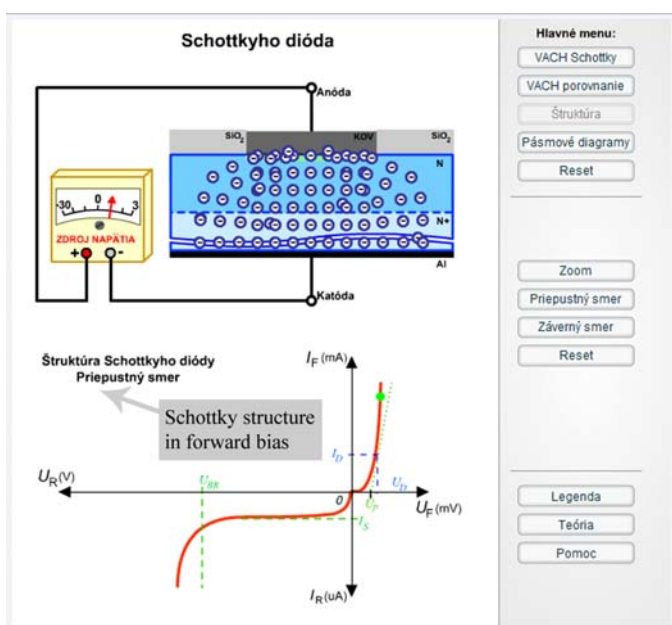 Schottkyho dióda
Anóda
SiO2
KOV
SiO2
N
N+
Al
-30 0 3
ZDROJ NAPÄTIA
+ -
Katóda
Štruktúra Schottkyho diódy
Priepustný smer
Schottky structure
in forward bias
IF (mA)
ID
UR (V)
UBR
0
UP
UD
UF (mV)
IS
IR (uA)
Hlavné menu:
VACH Schottky
VACH porovnanie
Štruktúra
Pásmové diagramy
Reset
Zoom
Priepustný smer
Záverný smer
Reset
Legenda
Teória
Pomoc